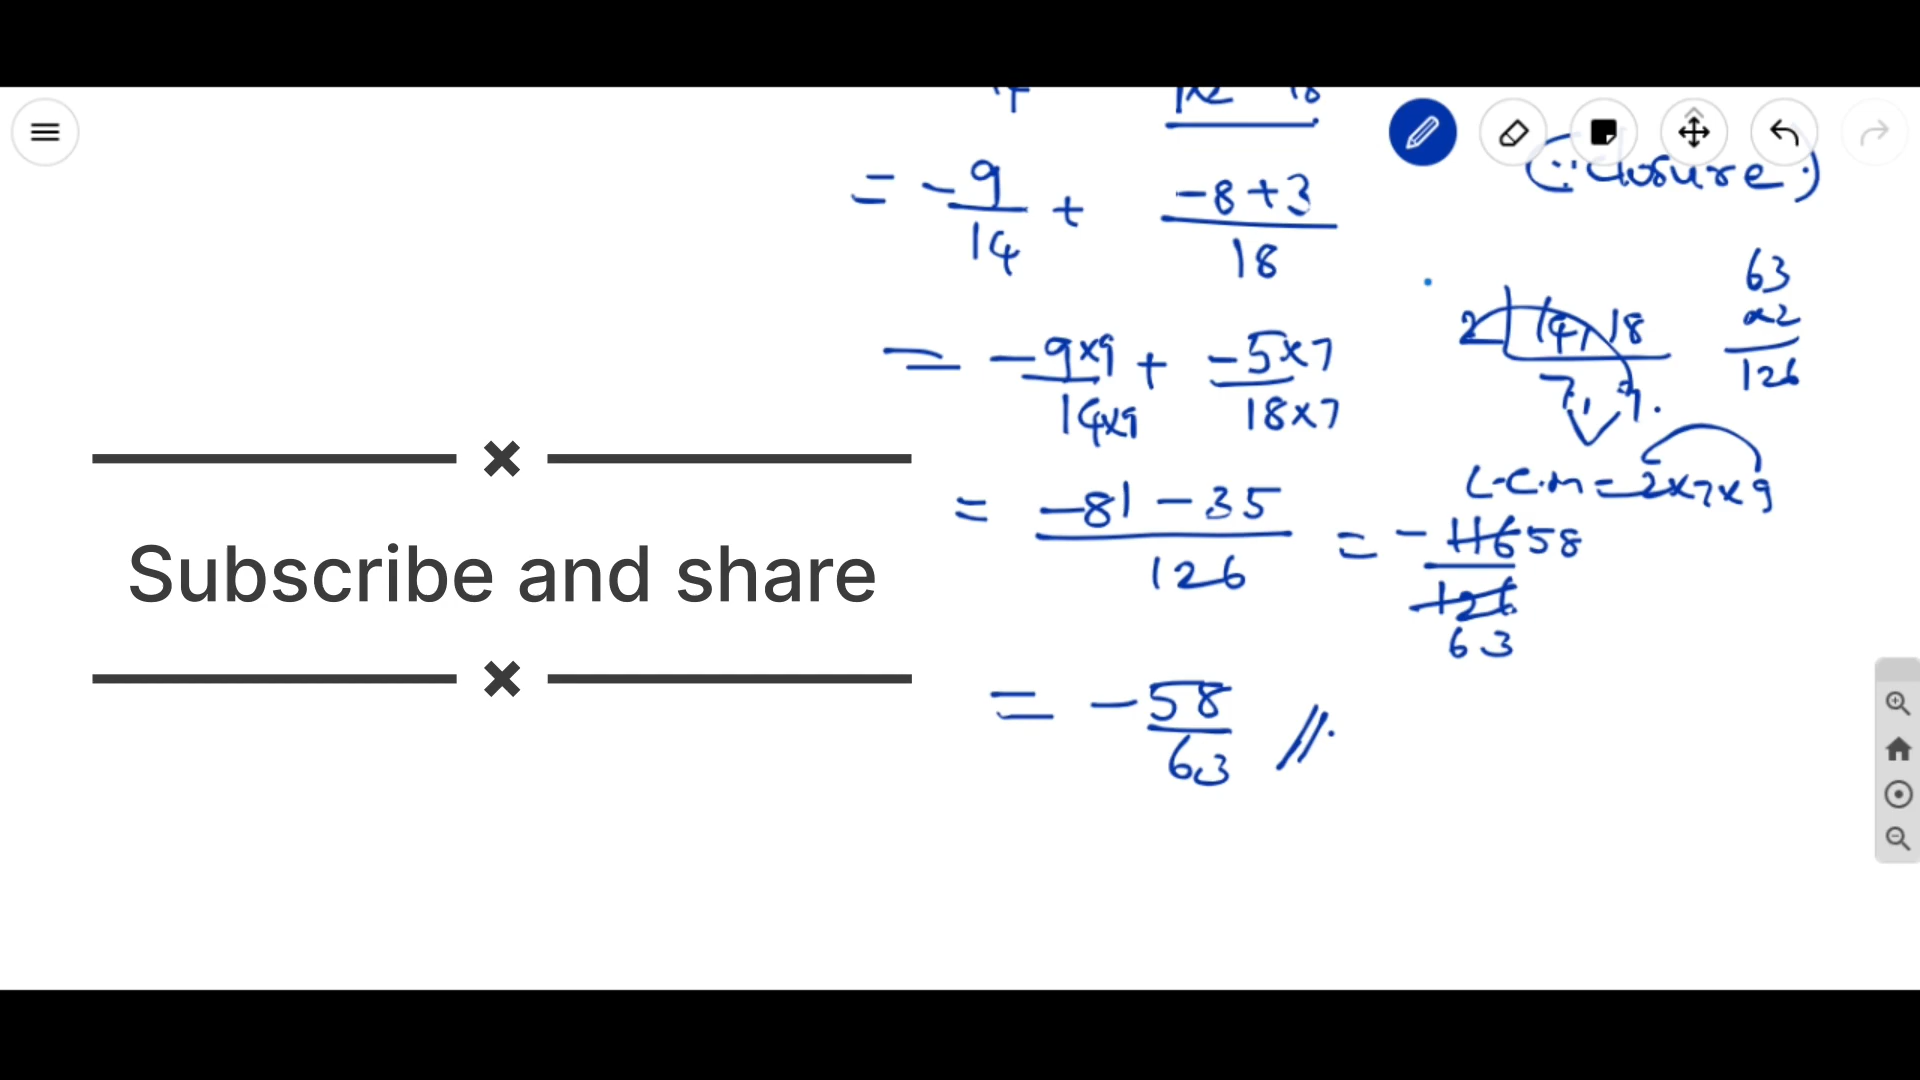 = -9/14 + -8+3/18
(∵ closure.)
= -9×9/14×9 + -5×7/18×7
2 | 14, 18
7, 9.
63
×2
126
L.C.M = 2×7×9
= -81 - 35/126 = -116 58/126 63
= -58/63 //.
Subscribe and share